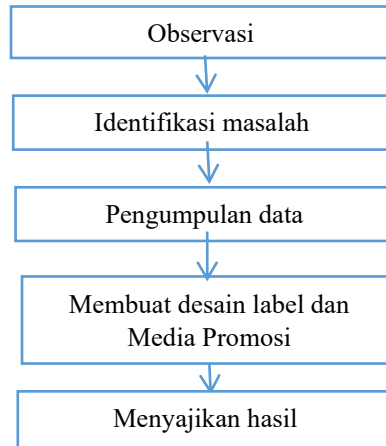 Observasi
Identifikasi masalah
Pengumpulan data
Membuat desain label dan
Media Promosi
Menyajikan hasil